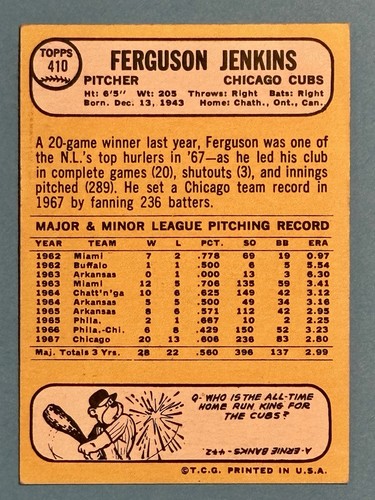 TOPPS
410
FERGUSON JENKINS
PITCHER CHICAGO CUBS
Ht: 6'5" Wt: 205 Throws: Right Bats: Right
Born. Dec. 13, 1943 Home: Chath., Ont., Can.
A 20-game winner last year, Ferguson was one of
the N.L.'s top hurlers in '67—as he led his club
in complete games (20), shutouts (3), and innings
pitched (289). He set a Chicago team record in
1967 by fanning 236 batters.
MAJOR & MINOR LEAGUE PITCHING RECORD
YEAR TEAM W L PCT. SO BB ERA
1962 Miami 7 2 .778 69 19 0.97
1962 Buffalo 1 1 .500 6 5 5.54
1963 Arkansas 0 1 .000 13 3 6.30
1963 Miami 12 5 .706 135 59 3.41
1964 Chatt'n'ga 10 6 .625 149 42 3.12
1964 Arkansas 5 5 .500 49 34 3.16
1965 Arkansas 8 6 .571 112 42 2.95
1965 Phila. 2 1 .667 10 2 2.25
1966 Phila.-Chi. 6 8 .429 150 52 3.23
1967 Chicago 20 13 .606 236 83 2.80
Maj. Totals 3 Yrs. 28 22 .560 396 137 2.99
Q- WHO IS THE ALL-TIME
HOME RUN KING FOR
THE CUBS?
A-ERNIE BANKS - 442.
©T.C.G. PRINTED IN U.S.A.